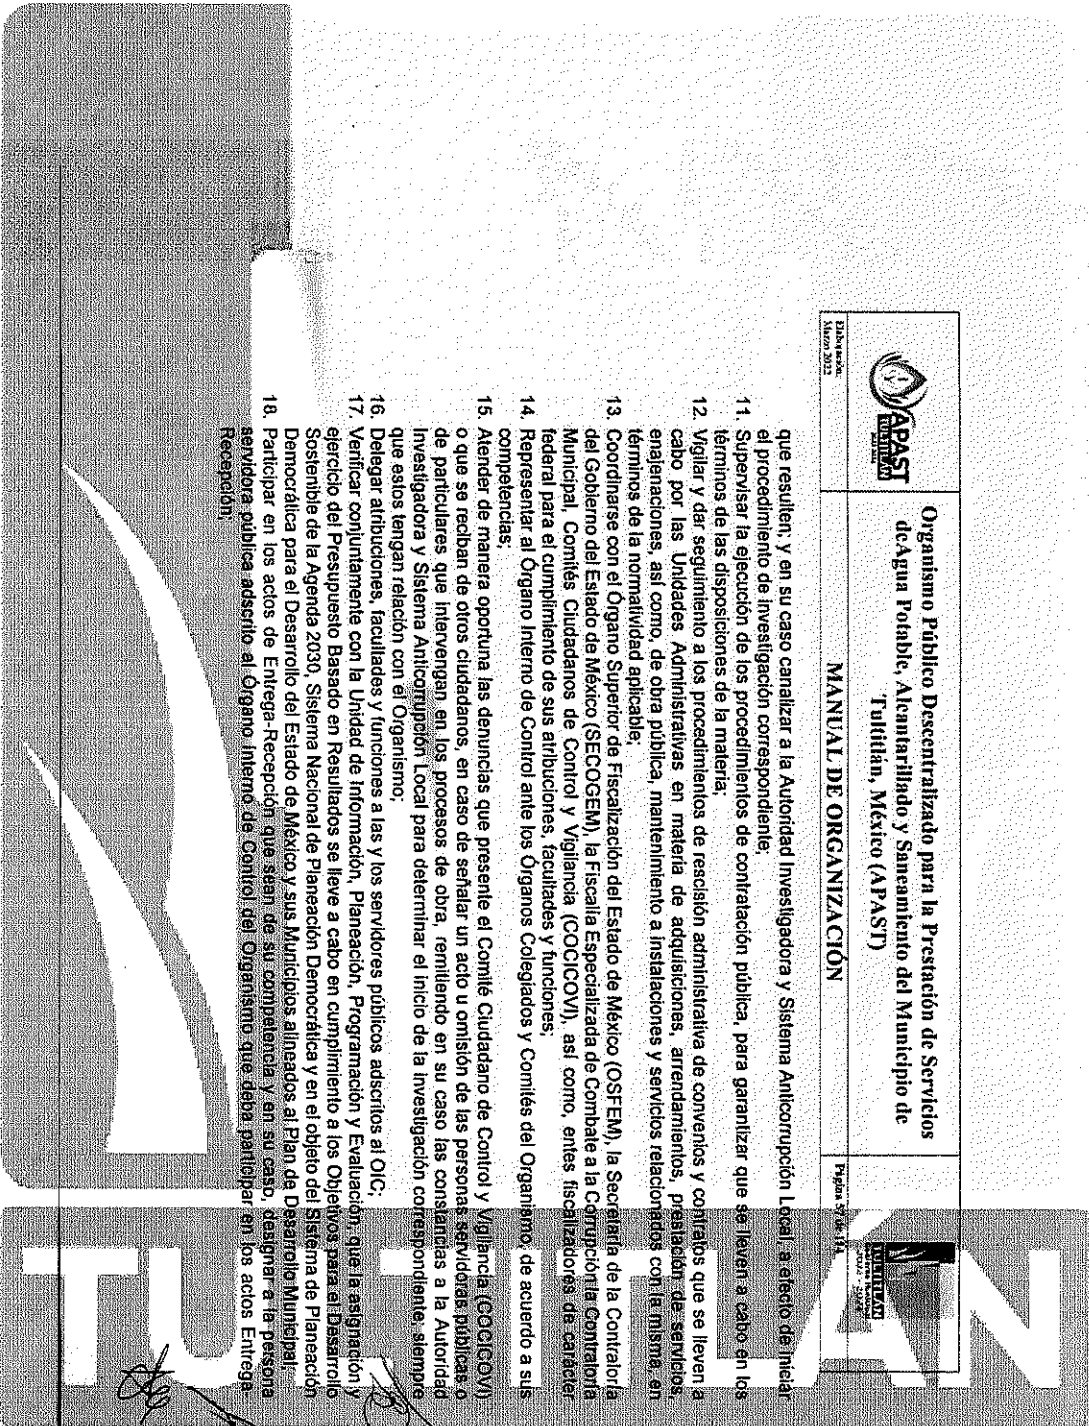 APAST
TULTITLÁN
Organismo Público Descentralizado para la Prestación de Servicios
deAgua Potable, Alcantarillado y Saneamiento del Municipio de
Tultitlán, México (APAST)
TULTITLÁN
Elaboración:
Marzo 2022
MANUAL DE ORGANIZACIÓN
Página 57 de 174
que resulten; y en su caso canalizar a la Autoridad Investigadora y Sistema Anticorrupción Local, a efecto de iniciar
el procedimiento de investigación correspondiente;
11. Supervisar la ejecución de los procedimientos de contratación pública, para garantizar que se lleven a cabo en los
términos de las disposiciones de la materia;
12. Vigilar y dar seguimiento a los procedimientos de rescisión administrativa de convenios y contratos que se lleven a
cabo por las Unidades Administrativas en materia de adquisiciones, arrendamientos, prestación de servicios,
enajenaciones, así como, de obra pública, mantenimiento a instalaciones y servicios relacionados con la misma en
términos de la normatividad aplicable;
13. Coordinarse con el Órgano Superior de Fiscalización del Estado de México (OSFEM), la Secretaría de la Contraloría
del Gobierno del Estado de México (SECOGEM), la Fiscalía Especializada de Combate a la Corrupción la Contraloría
Municipal, Comités Ciudadanos de Control y Vigilancia (COCICOVI), así como, entes fiscalizadores de carácter
federal para el cumplimiento de sus atribuciones, facultades y funciones;
14. Representar al Órgano Interno de Control ante los Órganos Colegiados y Comités del Organismo, de acuerdo a sus
competencias;
15. Atender de manera oportuna las denuncias que presente el Comité Ciudadano de Control y Vigilancia (COCICOVI)
o que se reciban de otros ciudadanos, en caso de señalar un acto u omisión de las personas servidoras públicas o
de particulares que intervengan en los procesos de obra, remitiendo en su caso las constancias a la Autoridad
Investigadora y Sistema Anticorrupción Local para determinar el inicio de la investigación correspondiente; siempre
que estos tengan relación con el Organismo;
16. Delegar atribuciones, facultades y funciones a las y los servidores públicos adscritos al OIC;
17. Verificar conjuntamente con la Unidad de Información, Planeación, Programación y Evaluación, que la asignación y
ejercicio del Presupuesto Basado en Resultados se lleve a cabo en cumplimiento a los Objetivos para el Desarrollo
Sostenible de la Agenda 2030, Sistema Nacional de Planeación Democrática y en el objeto del Sistema de Planeación
Democrática para el Desarrollo del Estado de México y sus Municipios alineados al Plan de Desarrollo Municipal;
18. Participar en los actos de Entrega-Recepción que sean de su competencia y en su caso, designar a la persona
servidora pública adscrito al Órgano Interno de Control del Organismo que deba participar en los actos Entrega-
Recepción;
TULTITLÁN